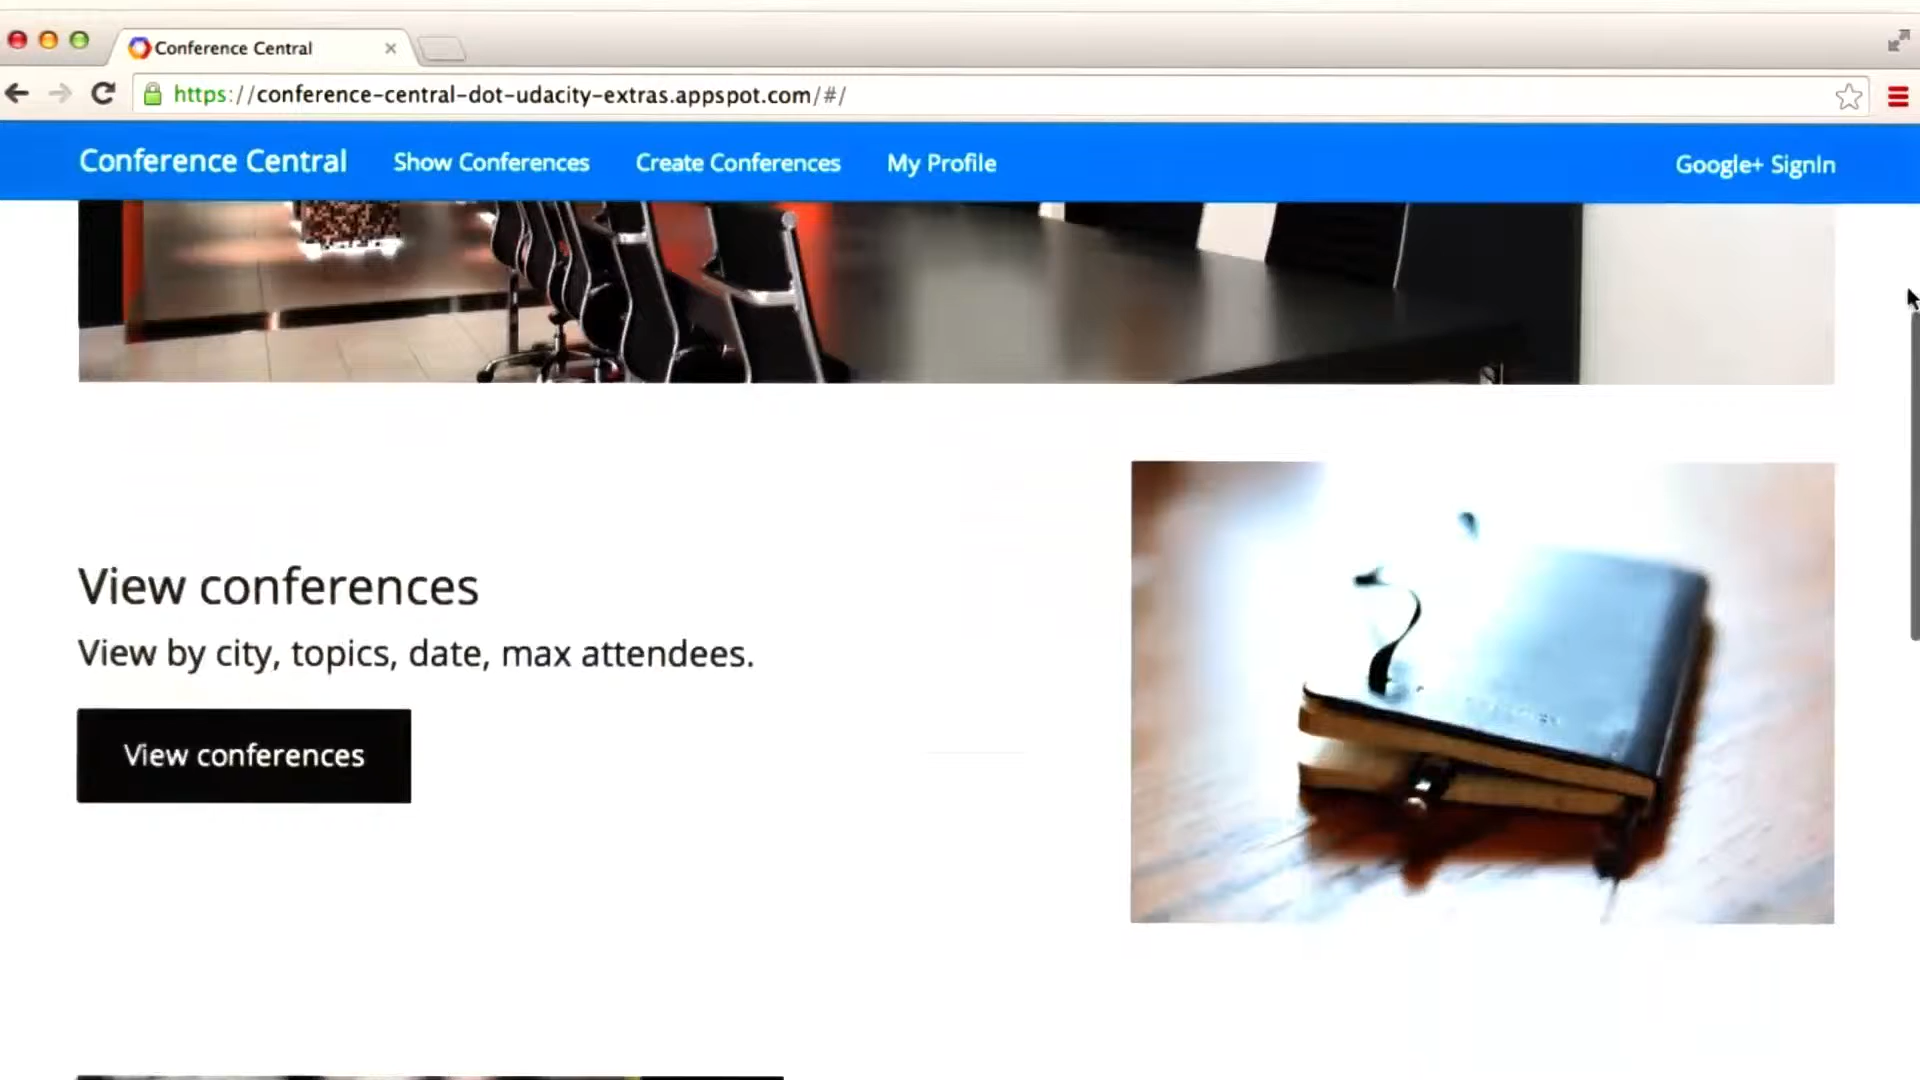 Conference Central
https://conference-central-dot-udacity-extras.appspot.com/#/
Conference Central Show Conferences Create Conferences My Profile Google+ SignIn
View conferences
View by city, topics, date, max attendees.
View conferences